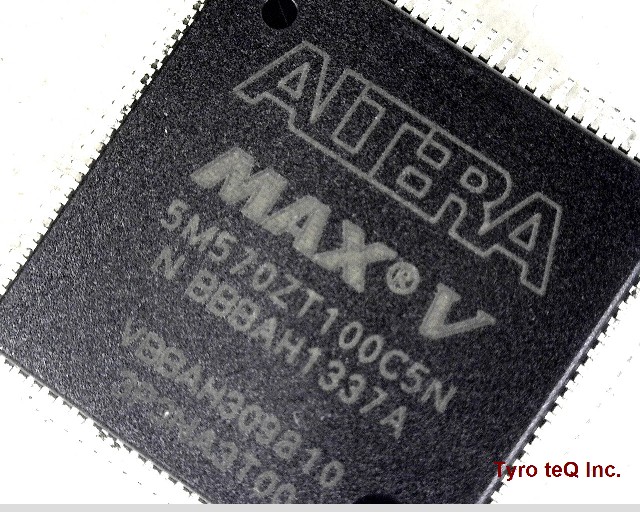 ALTERA
MAX® V
5M570ZT100C5N
N BBBAH1337A
VBBAH309810
Tyro teQ Inc.